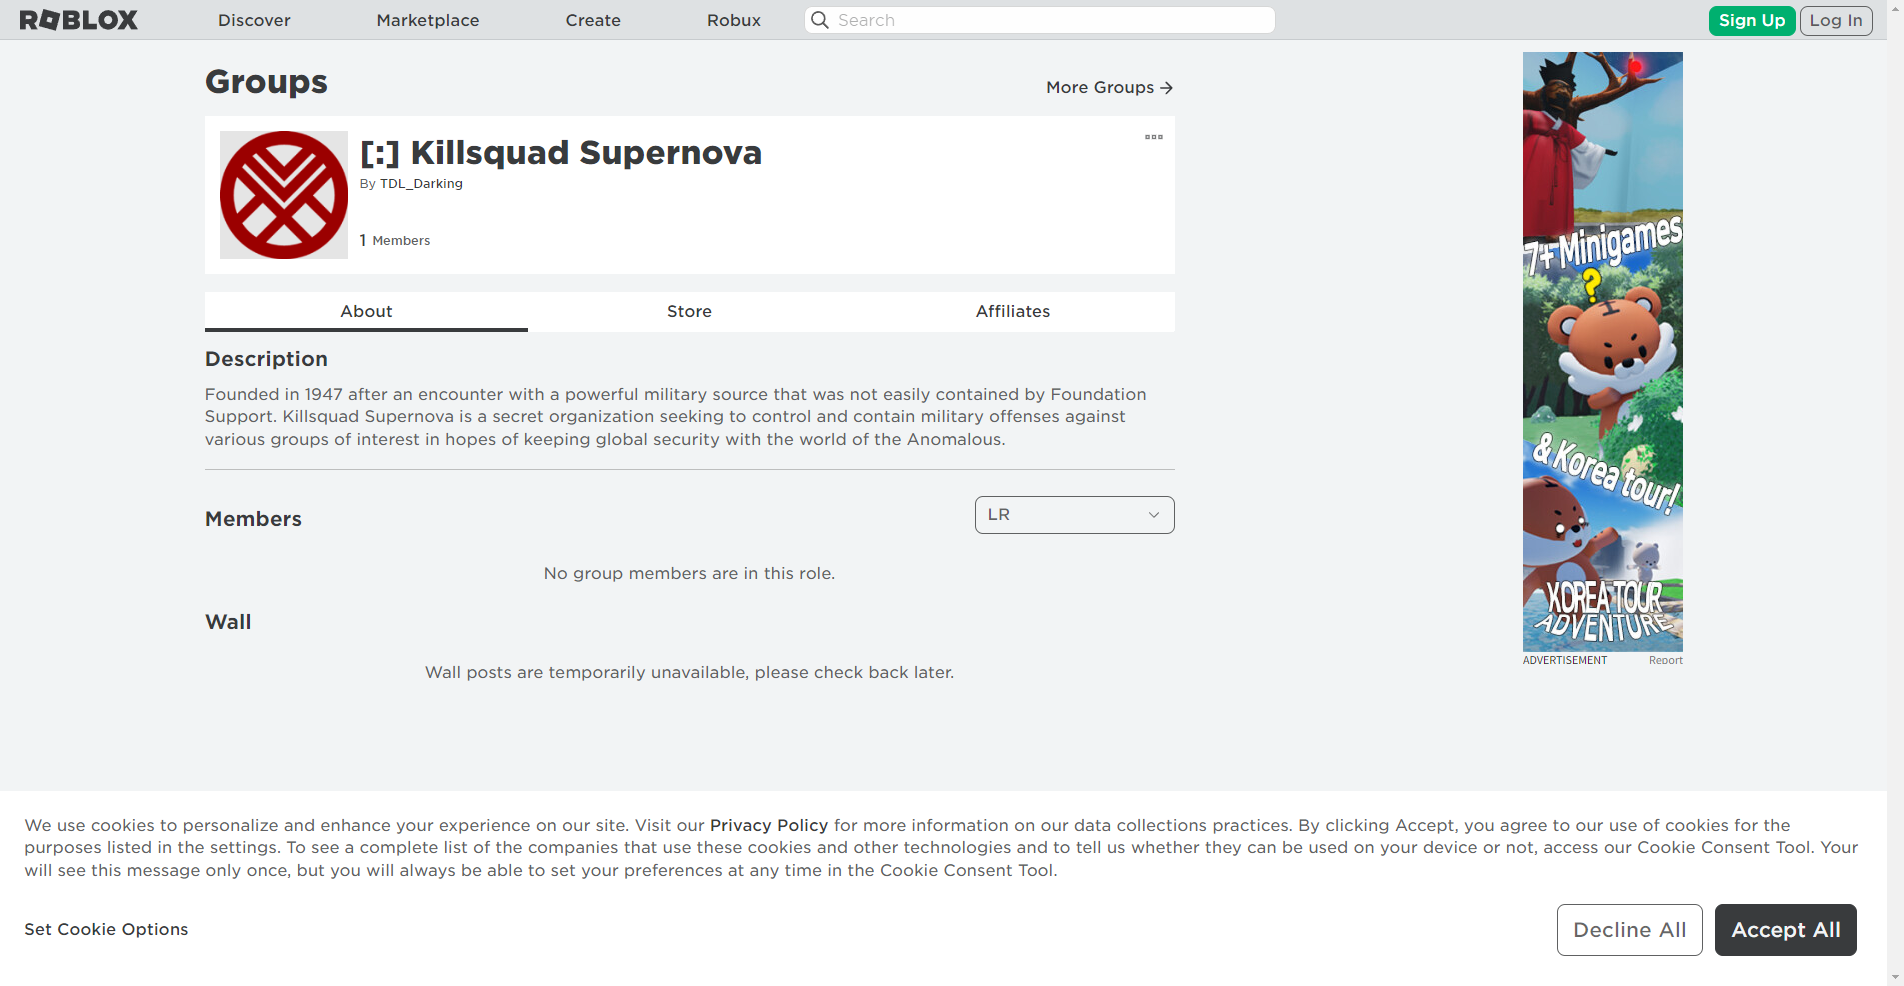 ROBLOX Discover Marketplace Create Robux Search Sign Up Log In
Groups
More Groups →
[:] Killsquad Supernova
By TDL_Darking
1 Members
About Store Affiliates
Description
Founded in 1947 after an encounter with a powerful military source that was not easily contained by Foundation
Support. Killsquad Supernova is a secret organization seeking to control and contain military offenses against
various groups of interest in hopes of keeping global security with the world of the Anomalous.
Members
LR
No group members are in this role.
Wall
Wall posts are temporarily unavailable, please check back later.
7+ Minigames
?
& Korea tour!
KOREA TOUR
ADVENTURE
ADVERTISEMENT Report
We use cookies to personalize and enhance your experience on our site. Visit our Privacy Policy for more information on our data collections practices. By clicking Accept, you agree to our use of cookies for the
purposes listed in the settings. To see a complete list of the companies that use these cookies and other technologies and to tell us whether they can be used on your device or not, access our Cookie Consent Tool. Your
will see this message only once, but you will always be able to set your preferences at any time in the Cookie Consent Tool.
Set Cookie Options
Decline All
Accept All